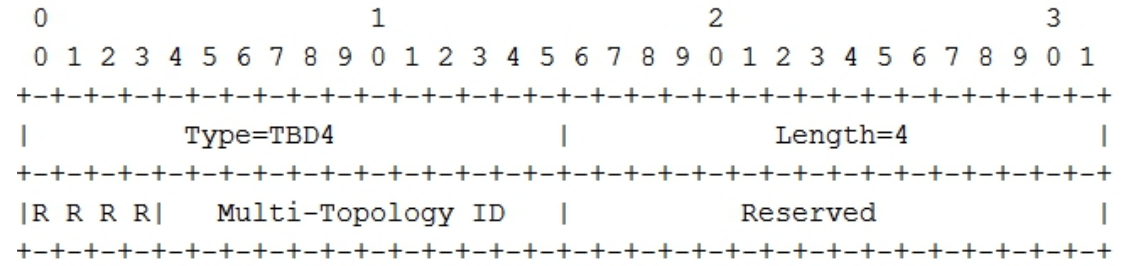 0                   1                   2                   3
 0 1 2 3 4 5 6 7 8 9 0 1 2 3 4 5 6 7 8 9 0 1 2 3 4 5 6 7 8 9 0 1
+-+-+-+-+-+-+-+-+-+-+-+-+-+-+-+-+-+-+-+-+-+-+-+-+-+-+-+-+-+-+-+-+
|         Type=TBD4             |            Length=4           |
+-+-+-+-+-+-+-+-+-+-+-+-+-+-+-+-+-+-+-+-+-+-+-+-+-+-+-+-+-+-+-+-+
|R R R R|   Multi-Topology ID   |          Reserved             |
+-+-+-+-+-+-+-+-+-+-+-+-+-+-+-+-+-+-+-+-+-+-+-+-+-+-+-+-+-+-+-+-+